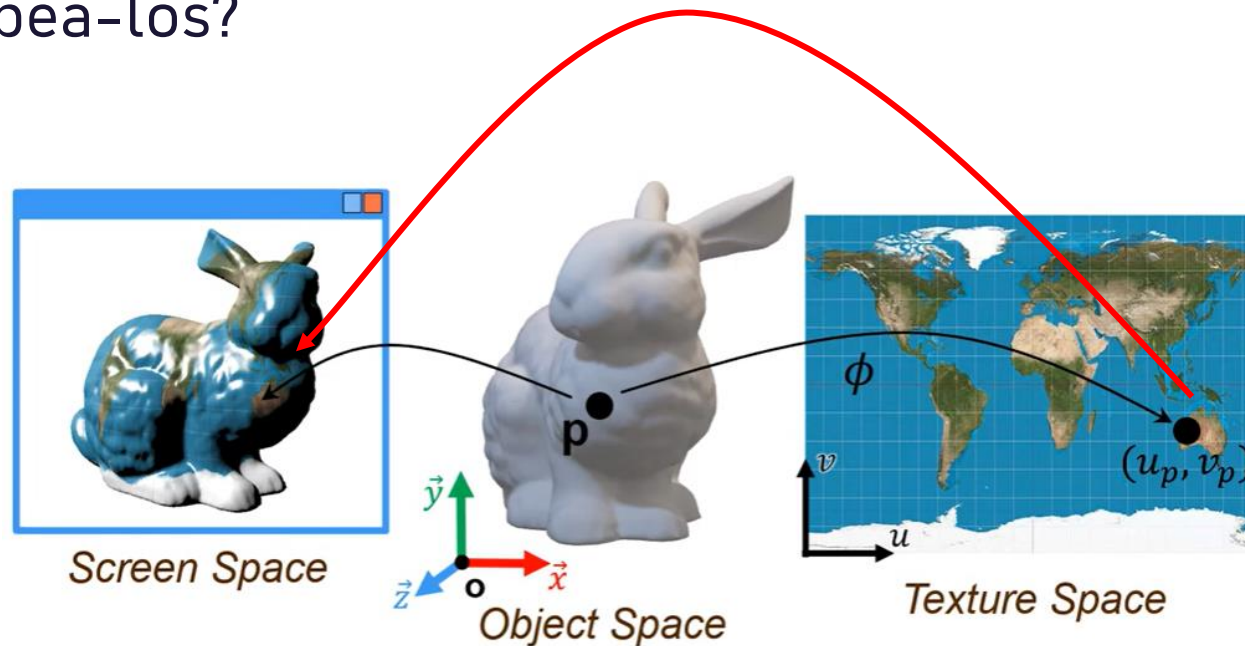 pea-los?
Screen Space
p
y
x
z
o
Object Space
ϕ
(u_p, v_p)
v
u
Texture Space